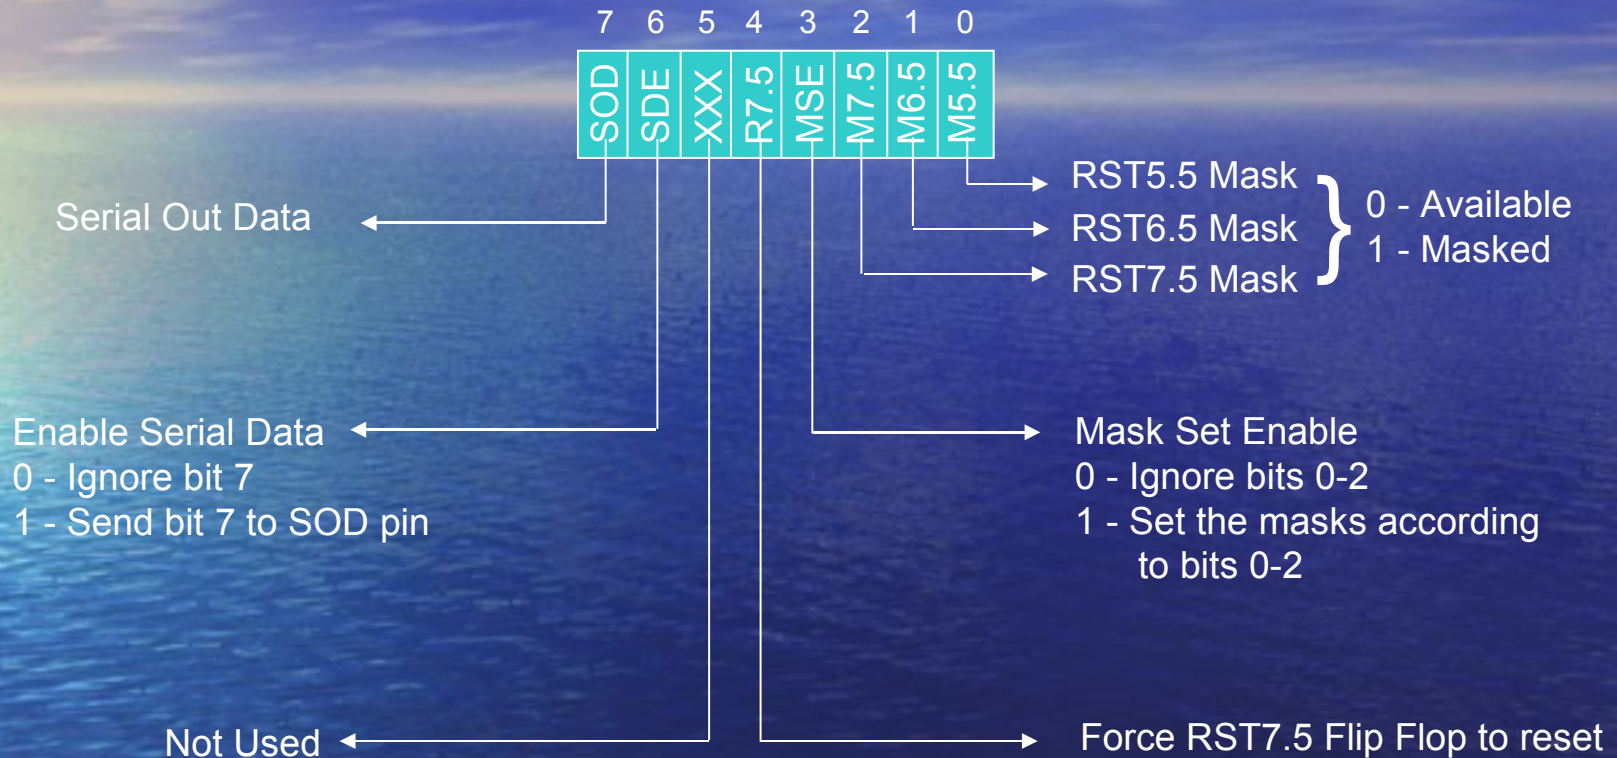 7 6 5 4 3 2 1 0
SOD SDE XXX R7.5 MSE M7.5 M6.5 M5.5
Serial Out Data
RST5.5 Mask
RST6.5 Mask
RST7.5 Mask
}
0 - Available
1 - Masked
Enable Serial Data
0 - Ignore bit 7
1 - Send bit 7 to SOD pin
Mask Set Enable
0 - Ignore bits 0-2
1 - Set the masks according
to bits 0-2
Not Used
Force RST7.5 Flip Flop to reset